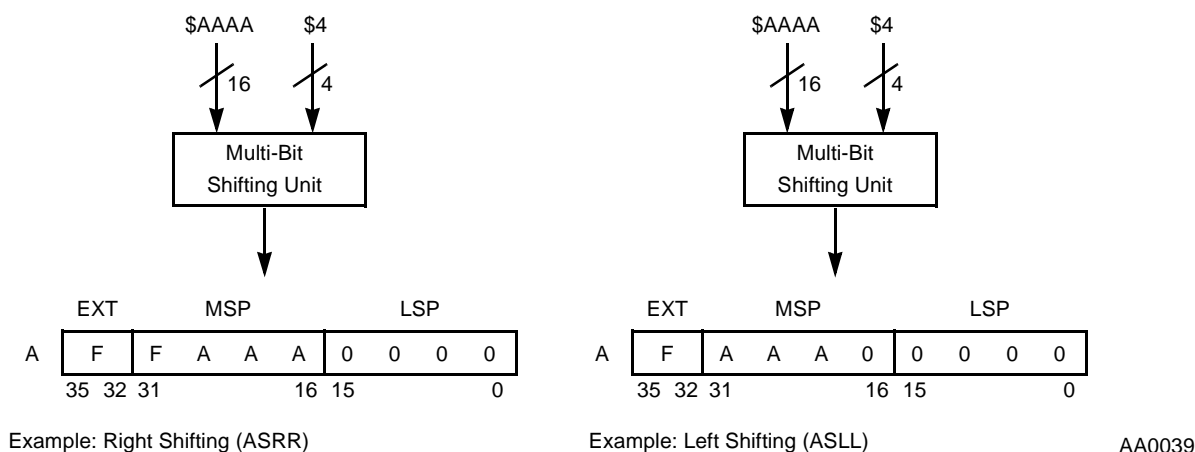 $AAAA $4 $AAAA $4
16 4 16 4
Multi-Bit Multi-Bit
Shifting Unit Shifting Unit
EXT MSP LSP EXT MSP LSP
A F F A A A 0 0 0 0 A F A A A 0 0 0 0 0
35 32 31 16 15 0 35 32 31 16 15 0
Example: Right Shifting (ASRR) Example: Left Shifting (ASLL) AA0039